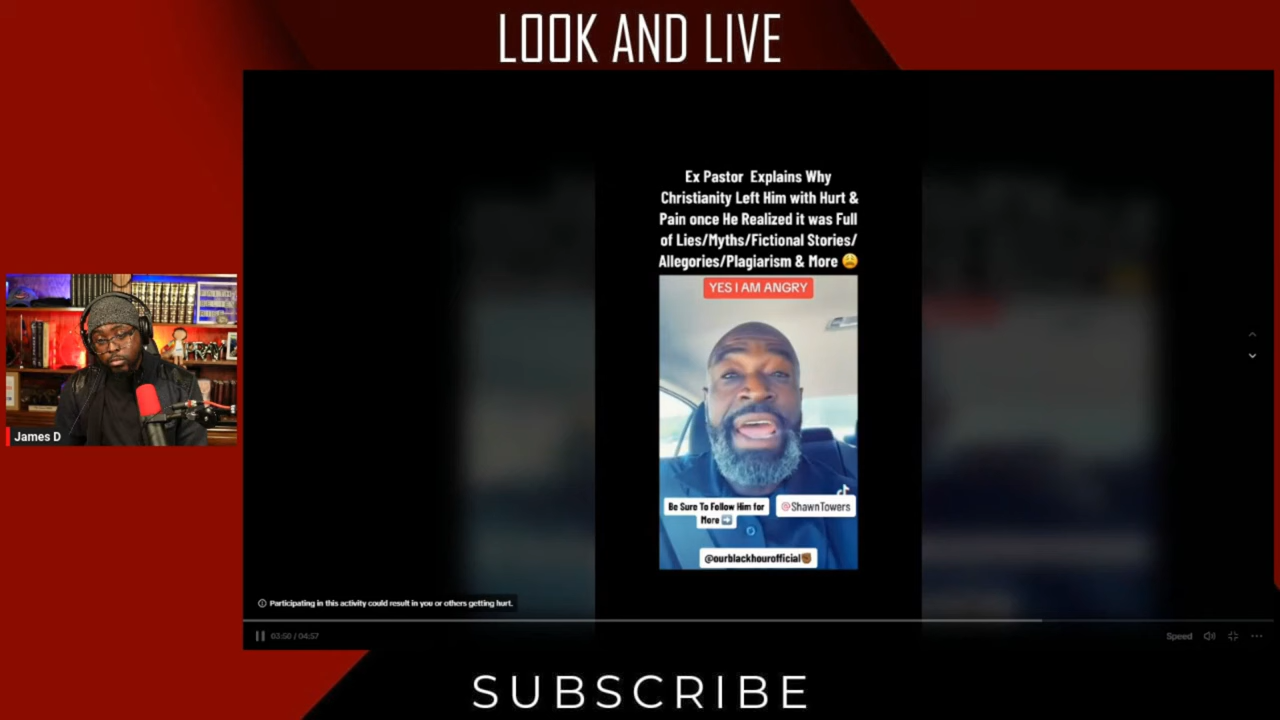 LOOK AND LIVE
Ex Pastor Explains Why
Christianity Left Him with Hurt &
Pain once He Realized it was Full
of Lies/Myths/Fictional Stories/
Allegories/Plagiarism & More 😩
YES I AM ANGRY
James D
Be Sure To Follow Him for
More ➡️
@ShawnTowers
@ourblackhourofficial✊🏾
Participating in this activity could result in you or others getting hurt.
03:50 / 04:57
Speed
SUBSCRIBE